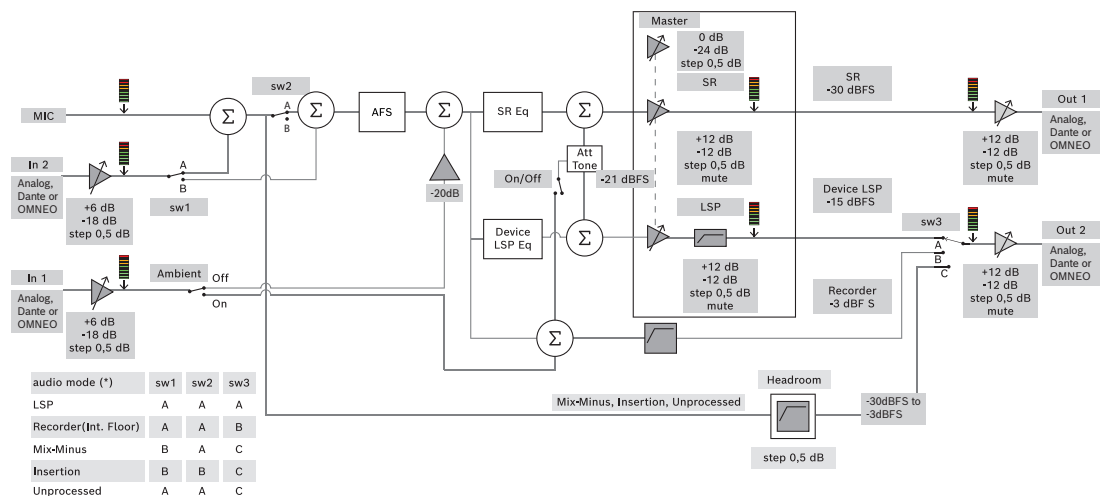 Master
0 dB
-24 dB
step 0,5 dB
SR
SR
-30 dBFS
sw2
A
B
MIC
Σ
Σ
AFS
Σ
SR Eq
Σ
Out 1
Analog,
Dante or
OMNEO
+12 dB
-12 dB
step 0,5 dB
mute
+12 dB
-12 dB
step 0,5 dB
mute
In 2
Analog,
Dante or
OMNEO
A
B
sw1
+6 dB
-18 dB
step 0,5 dB
-20dB
On/Off
Att
Tone
-21 dBFS
Device LSP
-15 dBFS
LSP
Device
LSP Eq
Σ
sw3
A
B
C
Out 2
Analog,
Dante or
OMNEO
+12 dB
-12 dB
step 0,5 dB
mute
+12 dB
-12 dB
step 0,5 dB
mute
In 1
Analog,
Dante or
OMNEO
Ambient
Off
On
+6 dB
-18 dB
step 0,5 dB
Recorder
-3 dBF S
Σ
audio mode (*) sw1 sw2 sw3
LSP A A A
Recorder(Int. Floor) A A B
Mix-Minus B A C
Insertion B B C
Unprocessed A A C
Mix-Minus, Insertion, Unprocessed
Headroom
step 0,5 dB
-30dBFS to
-3dBFS